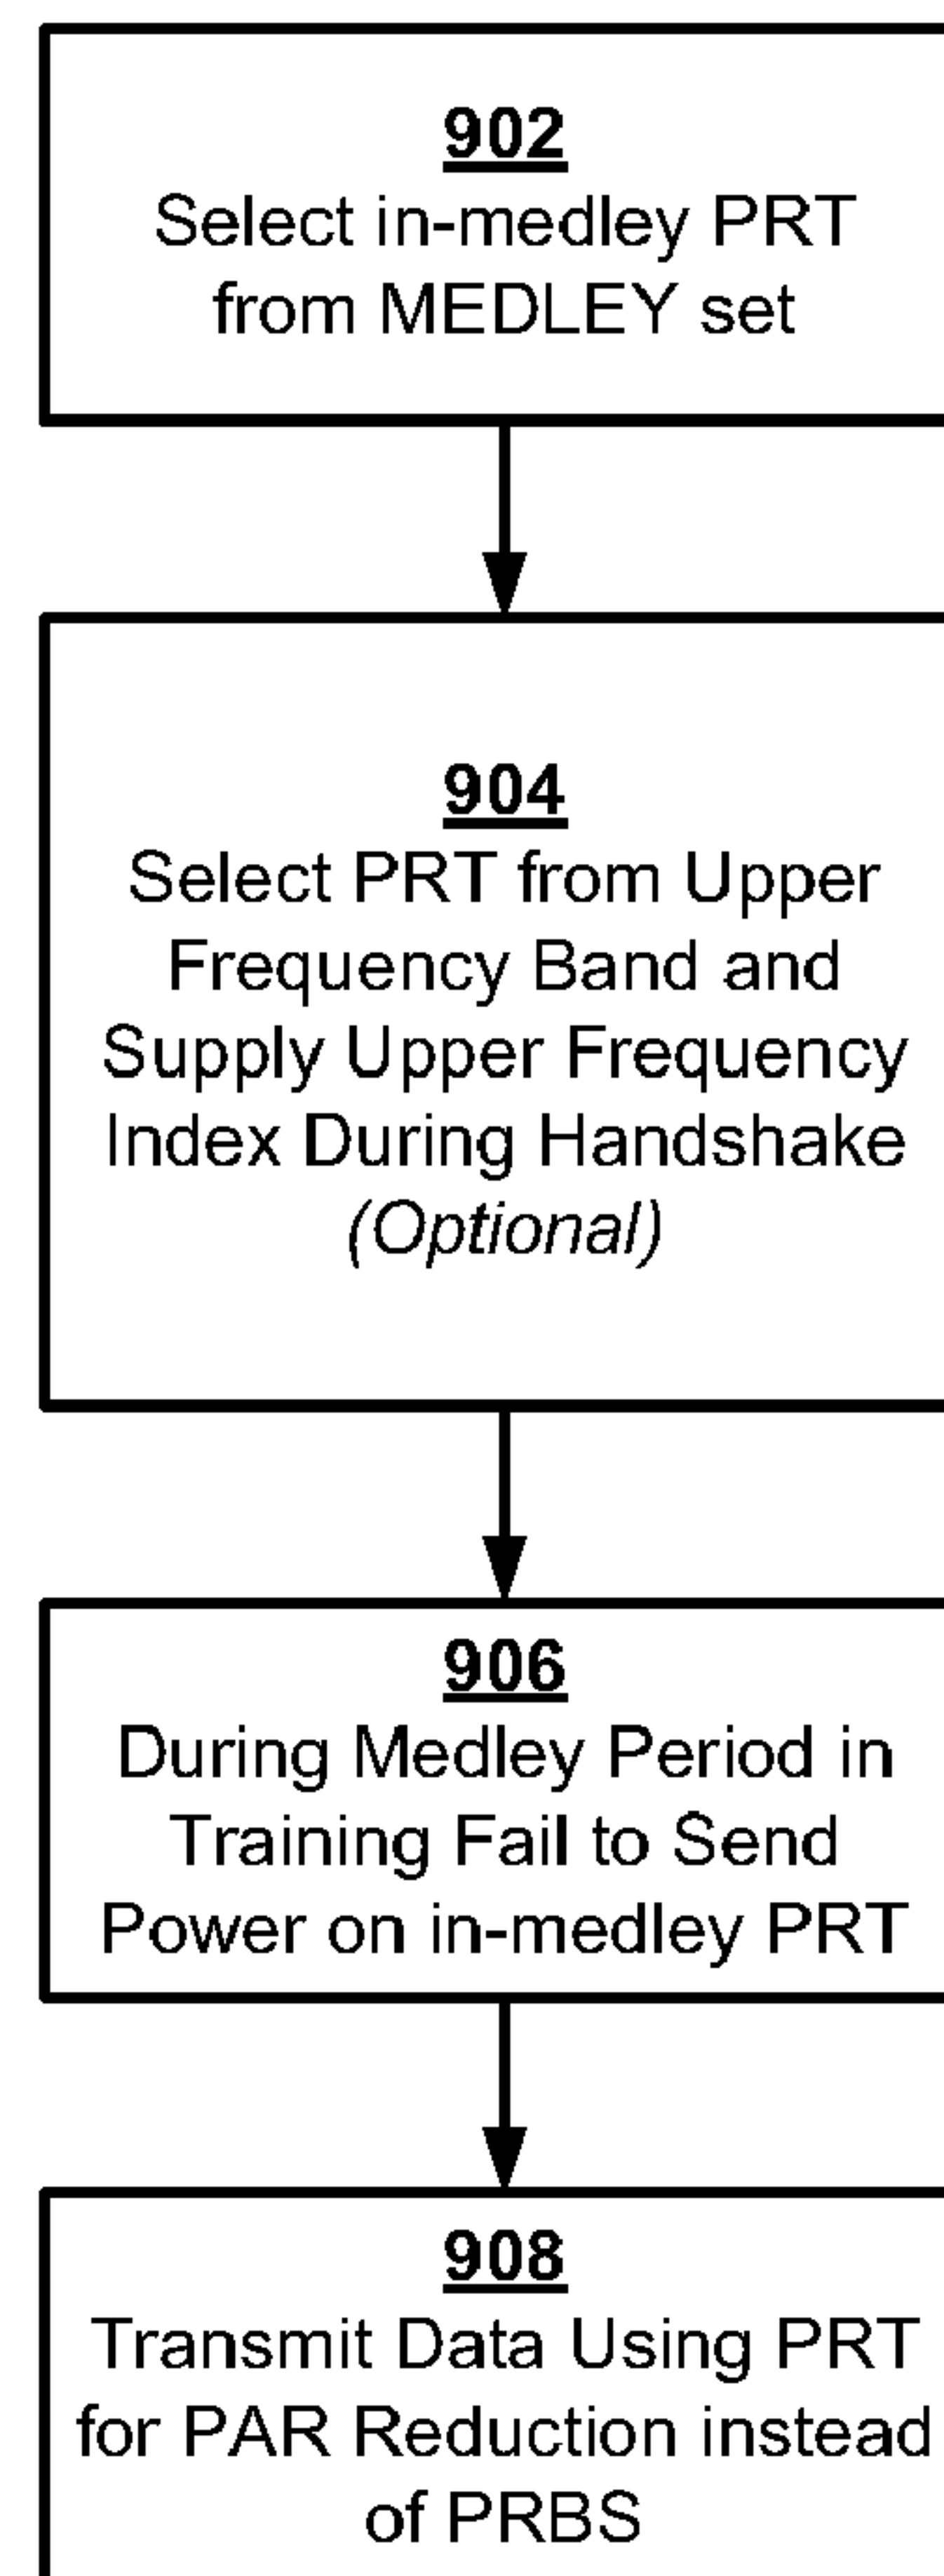 902
Select in-medley PRT
from MEDLEY set
904
Select PRT from Upper
Frequency Band and
Supply Upper Frequency
Index During Handshake
(Optional)
906
During Medley Period in
Training Fail to Send
Power on in-medley PRT
908
Transmit Data Using PRT
for PAR Reduction instead
of PRBS